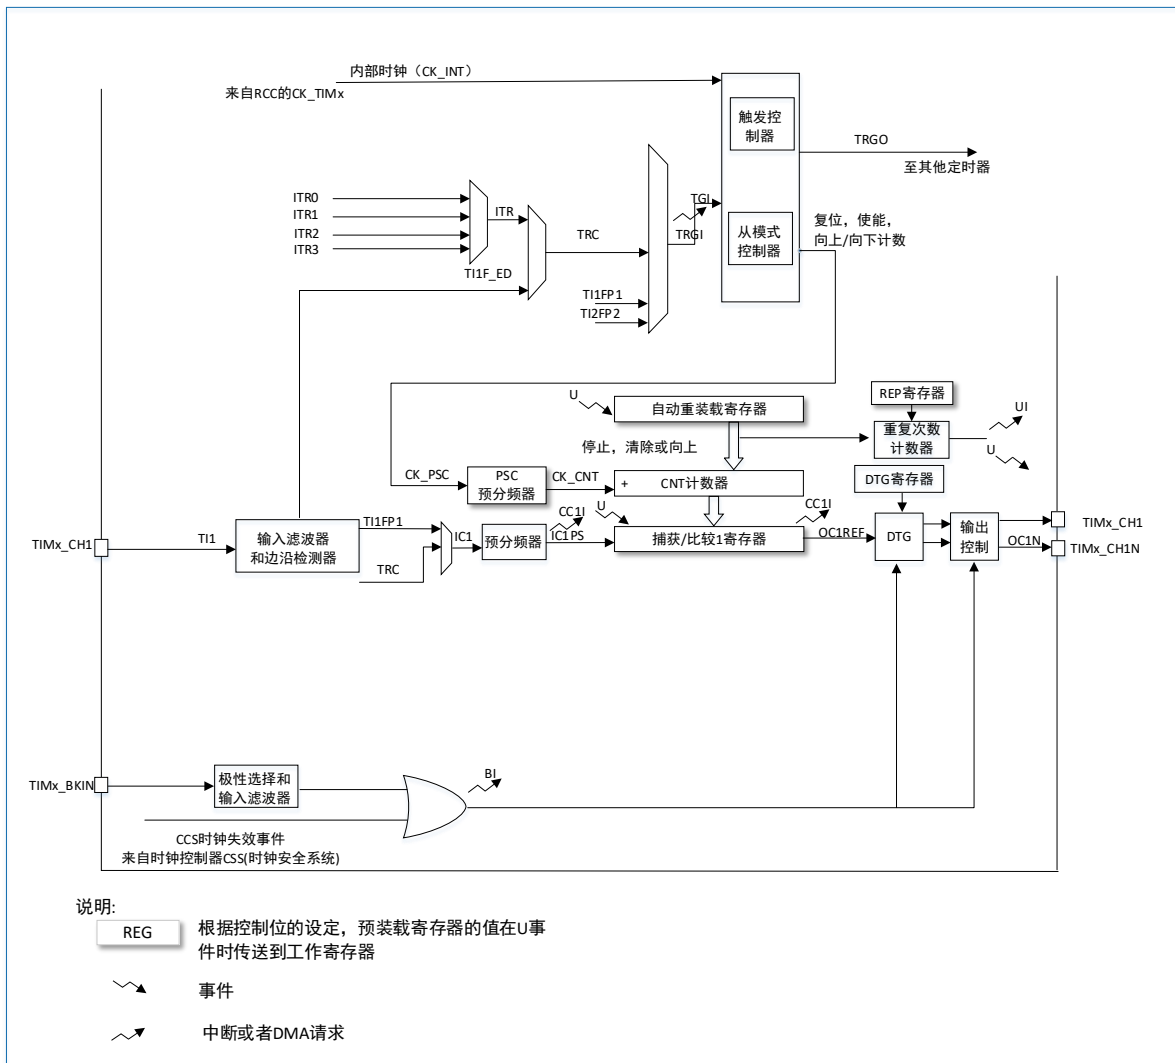 内部时钟（CK_INT）
来自RCC的CK_TIMx
触发控
制器
TRGO
至其他定时器
ITR0
ITR1
ITR2
ITR3
ITR
TRC
TGI
TRGI
从模式
控制器
复位，使能，
向上/向下计数
TI1F_ED
TI1FP1
TI2FP2
U
自动重装载寄存器
REP寄存器
UI
停止，清除或向上
重复次数
计数器
U
CK_PSC
PSC
预分频器
CK_CNT
+
CNT计数器
DTG寄存器
TIMx_CH1
TI1
输入滤波器
和边沿检测器
TI1FP1
TRC
IC1
预分频器
CC1I
IC1PS
U
捕获/比较1寄存器
CC1I
OC1REF
DTG
输出
控制
OC1N
TIMx_CH1
TIMx_CH1N
TIMx_BKIN
极性选择和
输入滤波器
BI
CCS时钟失效事件
来自时钟控制器CSS(时钟安全系统)
说明:
REG
根据控制位的设定，预装载寄存器的值在U事
件时传送到工作寄存器
事件
中断或者DMA请求